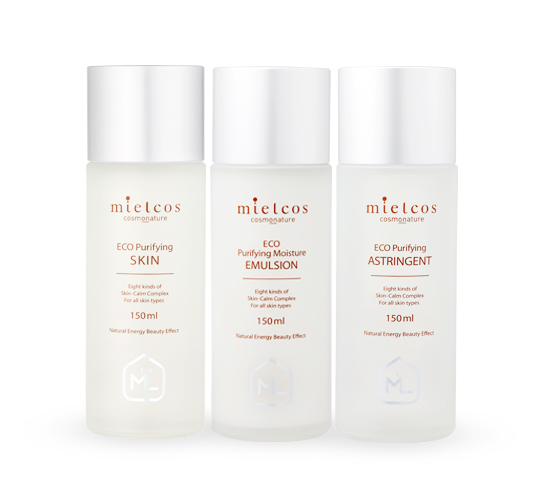 mielcos
cosmonature
ECO Purifying
SKIN
Eight kinds of
Skin-Calm Complex
For all skin types
150ml
Natural Energy Beauty Effect
ML
mielcos
cosmonature
ECO
Purifying Moisture
EMULSION
Eight kinds of
Skin-Calm Complex
For all skin types
150ml
Natural Energy Beauty Effect
ML
mielcos
cosmonature
ECO Purifying
ASTRINGENT
Eight kinds of
Skin-Calm Complex
For all skin types
150ml
Natural Energy Beauty Effect
ML